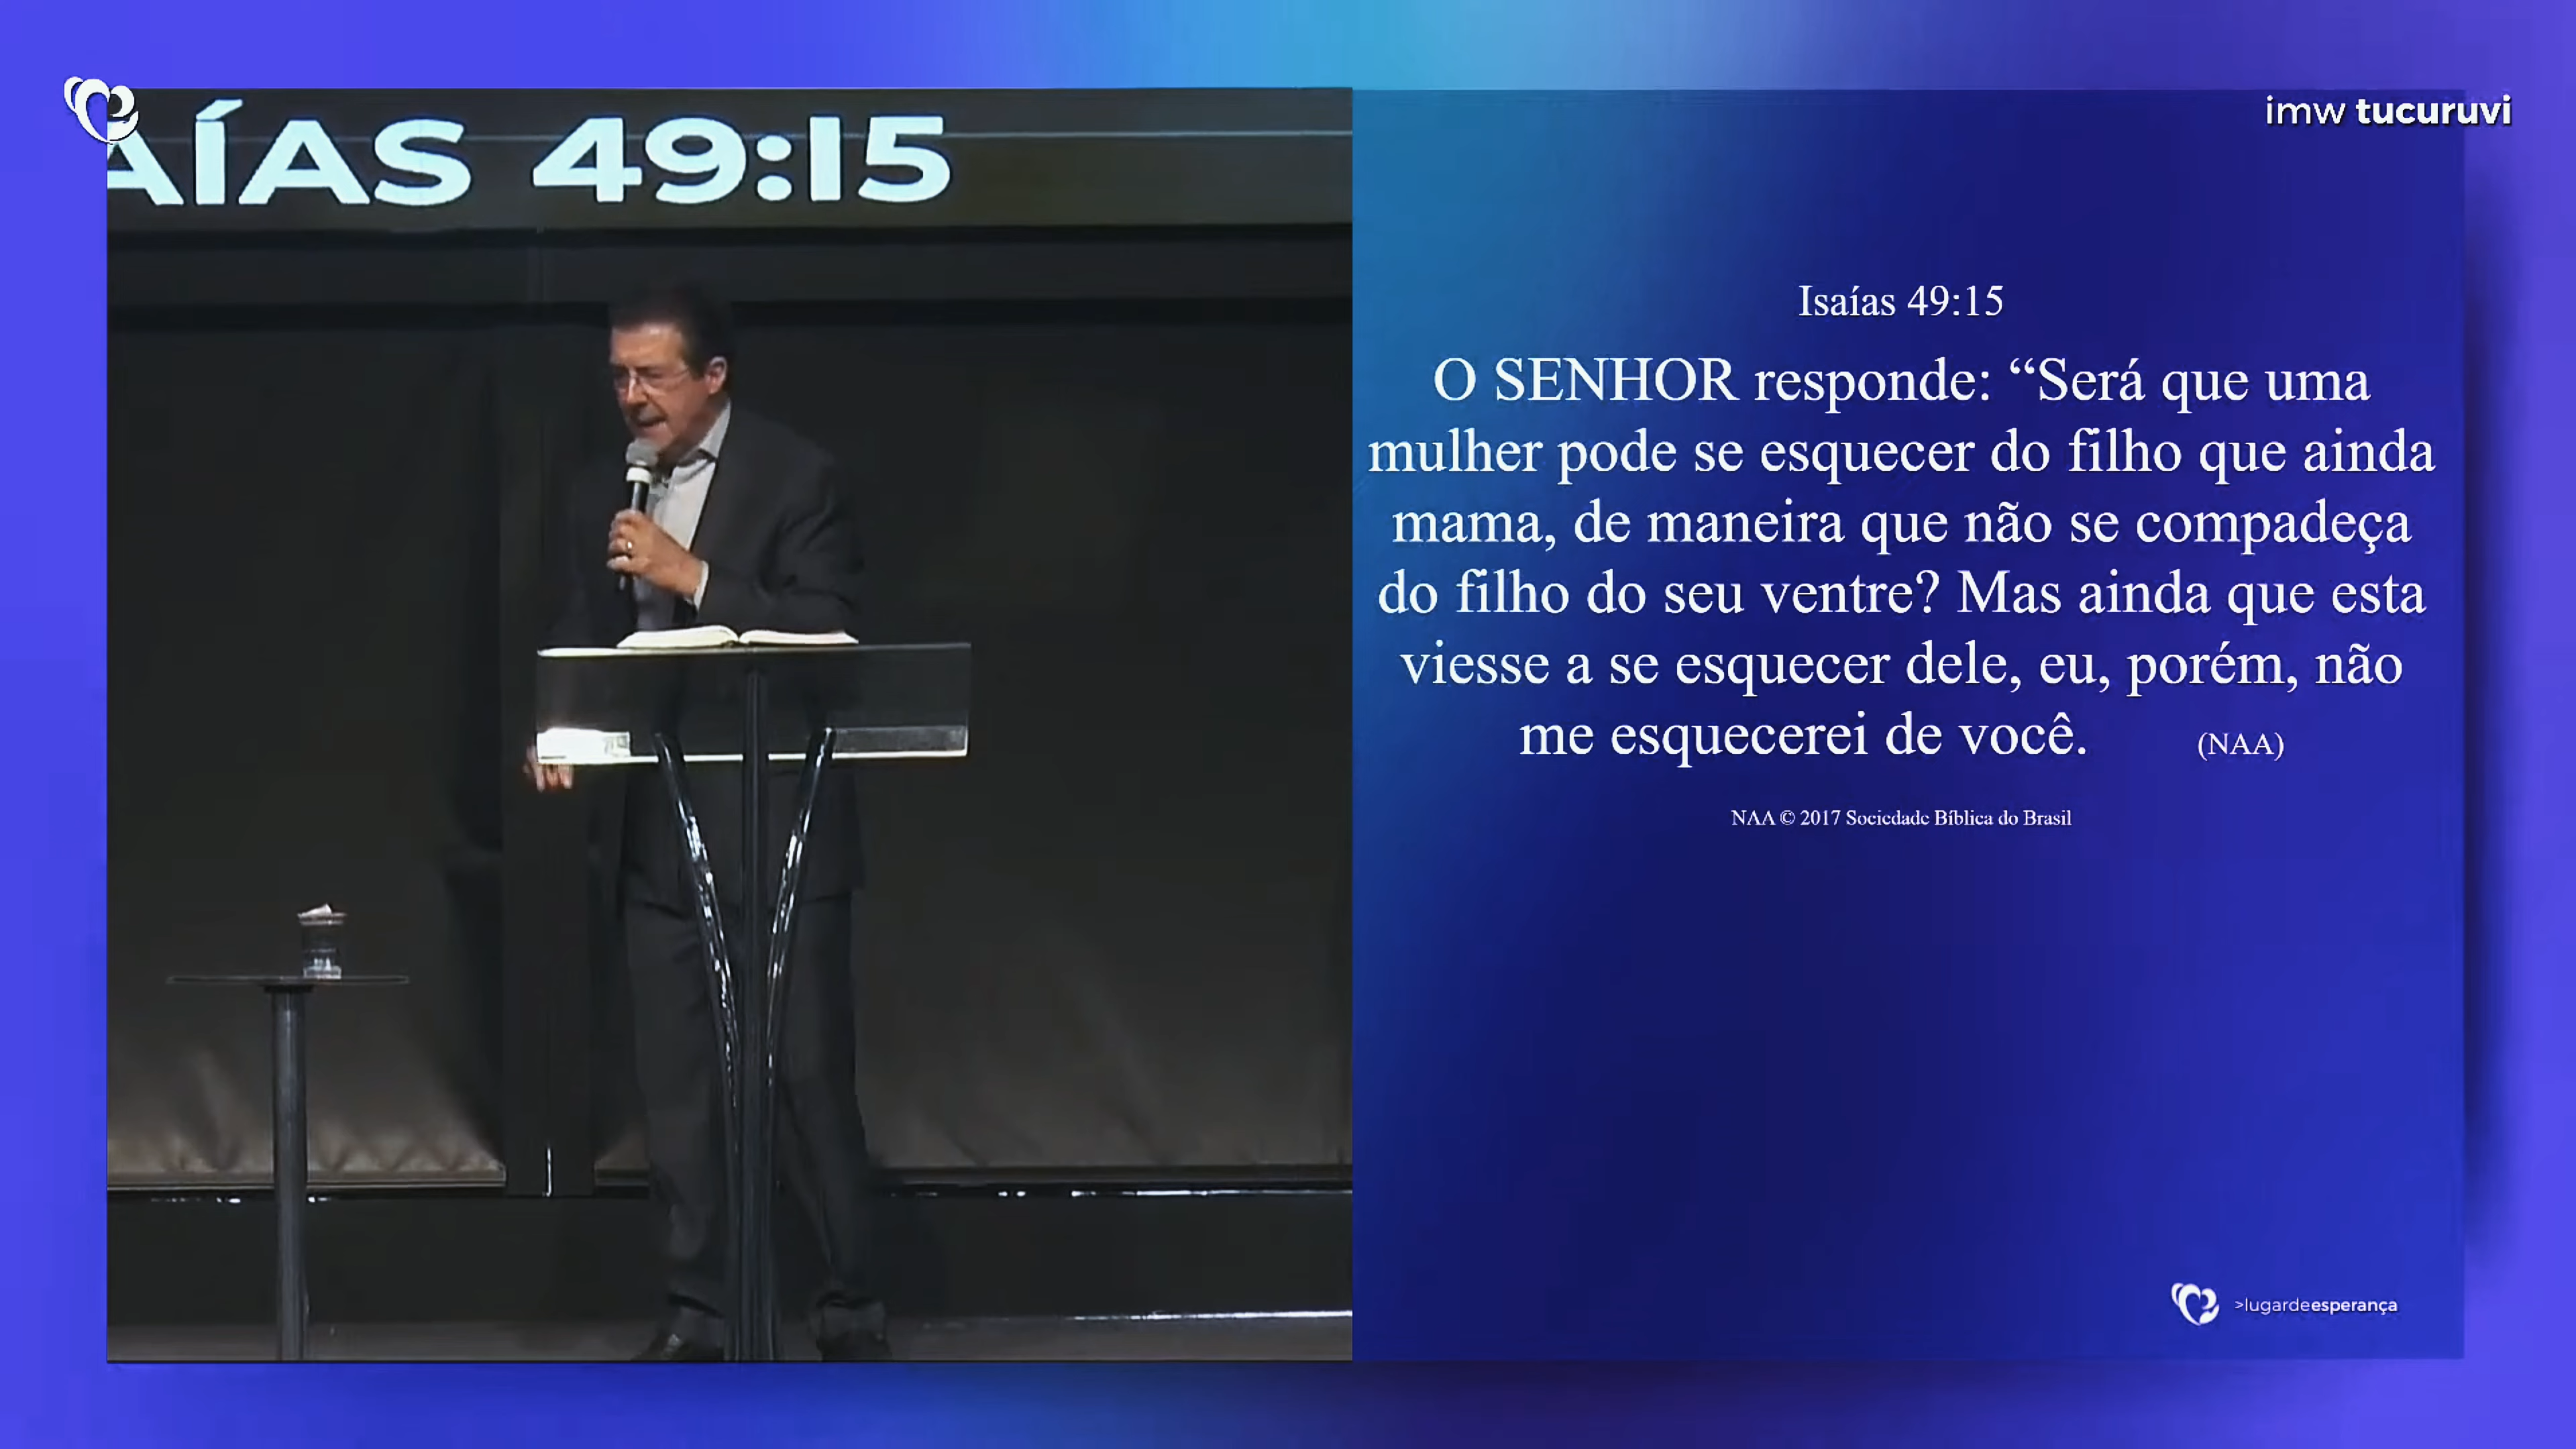 AÍAS 49:15
imw tucuruvi
Isaías 49:15
O SENHOR responde: “Será que uma
mulher pode se esquecer do filho que ainda
mama, de maneira que não se compadeça
do filho do seu ventre? Mas ainda que esta
viesse a se esquecer dele, eu, porém, não
me esquecerei de você. (NAA)
NAA © 2017 Sociedade Bíblica do Brasil
>lugardeesperança